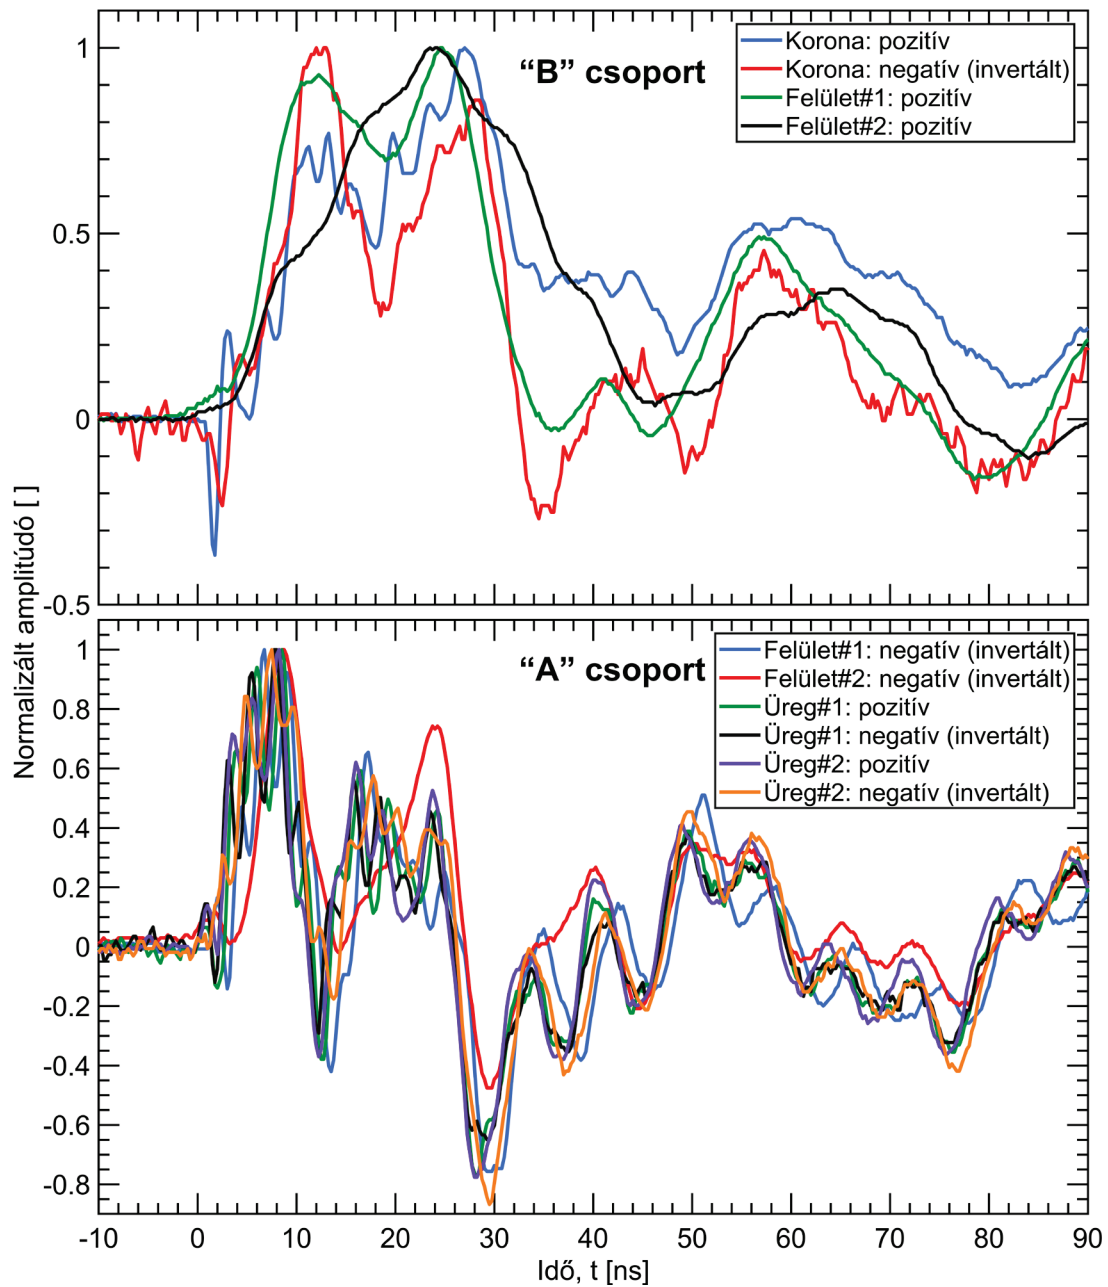 “B” csoport
Korona: pozitív
Korona: negatív (invertált)
Felület#1: pozitív
Felület#2: pozitív
1
0.5
0
-0.5
Normalizált amplitúdó [ ]
“A” csoport
Felület#1: negatív (invertált)
Felület#2: negatív (invertált)
Üreg#1: pozitív
Üreg#1: negatív (invertált)
Üreg#2: pozitív
Üreg#2: negatív (invertált)
1
0.8
0.6
0.4
0.2
0
-0.2
-0.4
-0.6
-0.8
-10 0 10 20 30 40 50 60 70 80 90
Idő, t [ns]